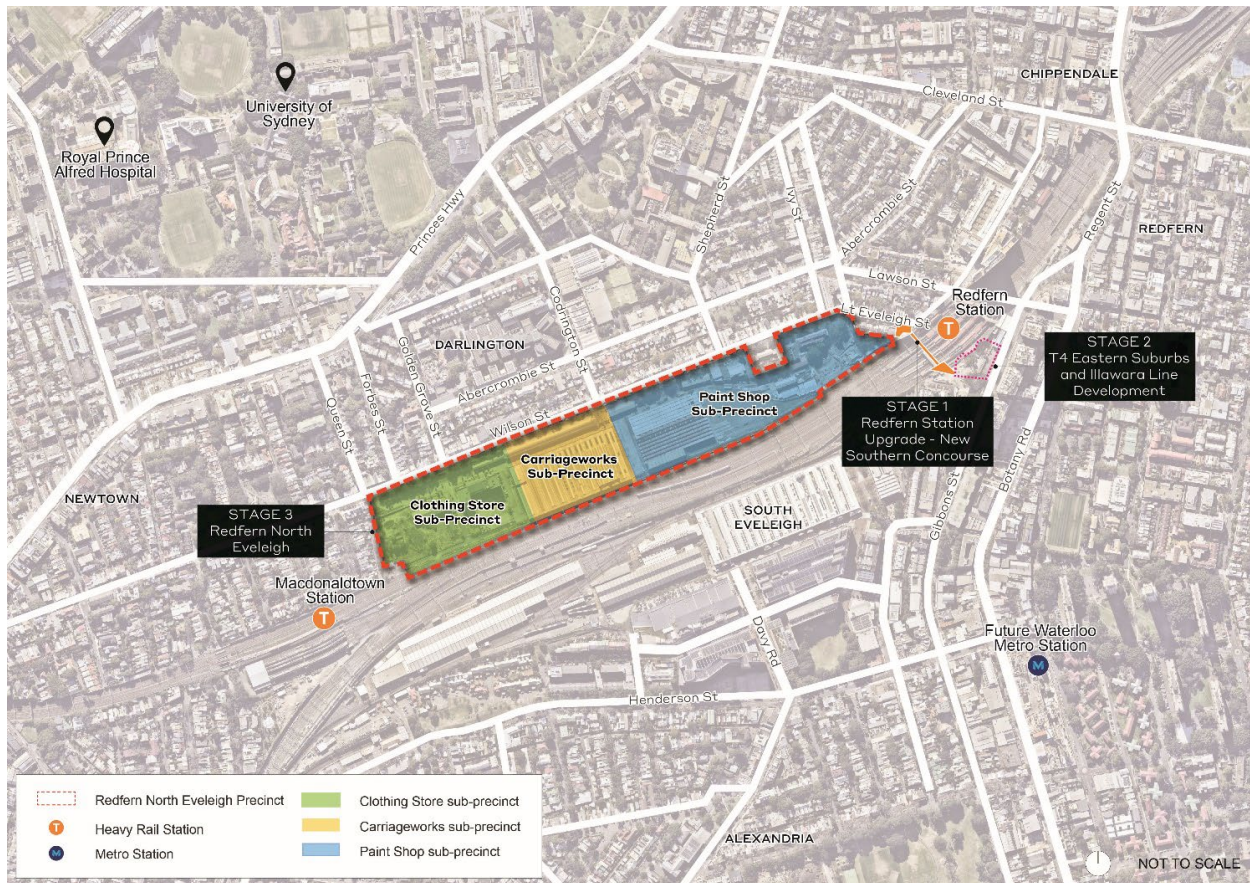 CHIPPENDALE
Cleveland St
University of
Sydney
Royal Prince
Alfred Hospital
Princes Hwy
Shepherd St
Ivy St
Abercrombie St
Regent St
REDFERN
Lawson St
Redfern
Station
T
Lt Eveleigh St
Codrington St
DARLINGTON
Golden Grove St
Abercrombie St
Forbes St
Queen St
Wilson St
STAGE 2
T4 Eastern Suburbs
and Illawara Line
Development
Paint Shop
Sub-Precinct
STAGE 1
Redfern Station
Upgrade - New
Southern Concourse
Carriageworks
Sub-Precinct
Clothing Store
Sub-Precinct
NEWTOWN
STAGE 3
Redfern North
Eveleigh
SOUTH
EVELEIGH
Gibbons St
Botany Rd
Macdonaldtown
Station
T
Davy Rd
Future Waterloo
Metro Station
M
Henderson St
ALEXANDRIA
Redfern North Eveleigh Precinct
T Heavy Rail Station
M Metro Station
Clothing Store sub-precinct
Carriageworks sub-precinct
Paint Shop sub-precinct
NOT TO SCALE